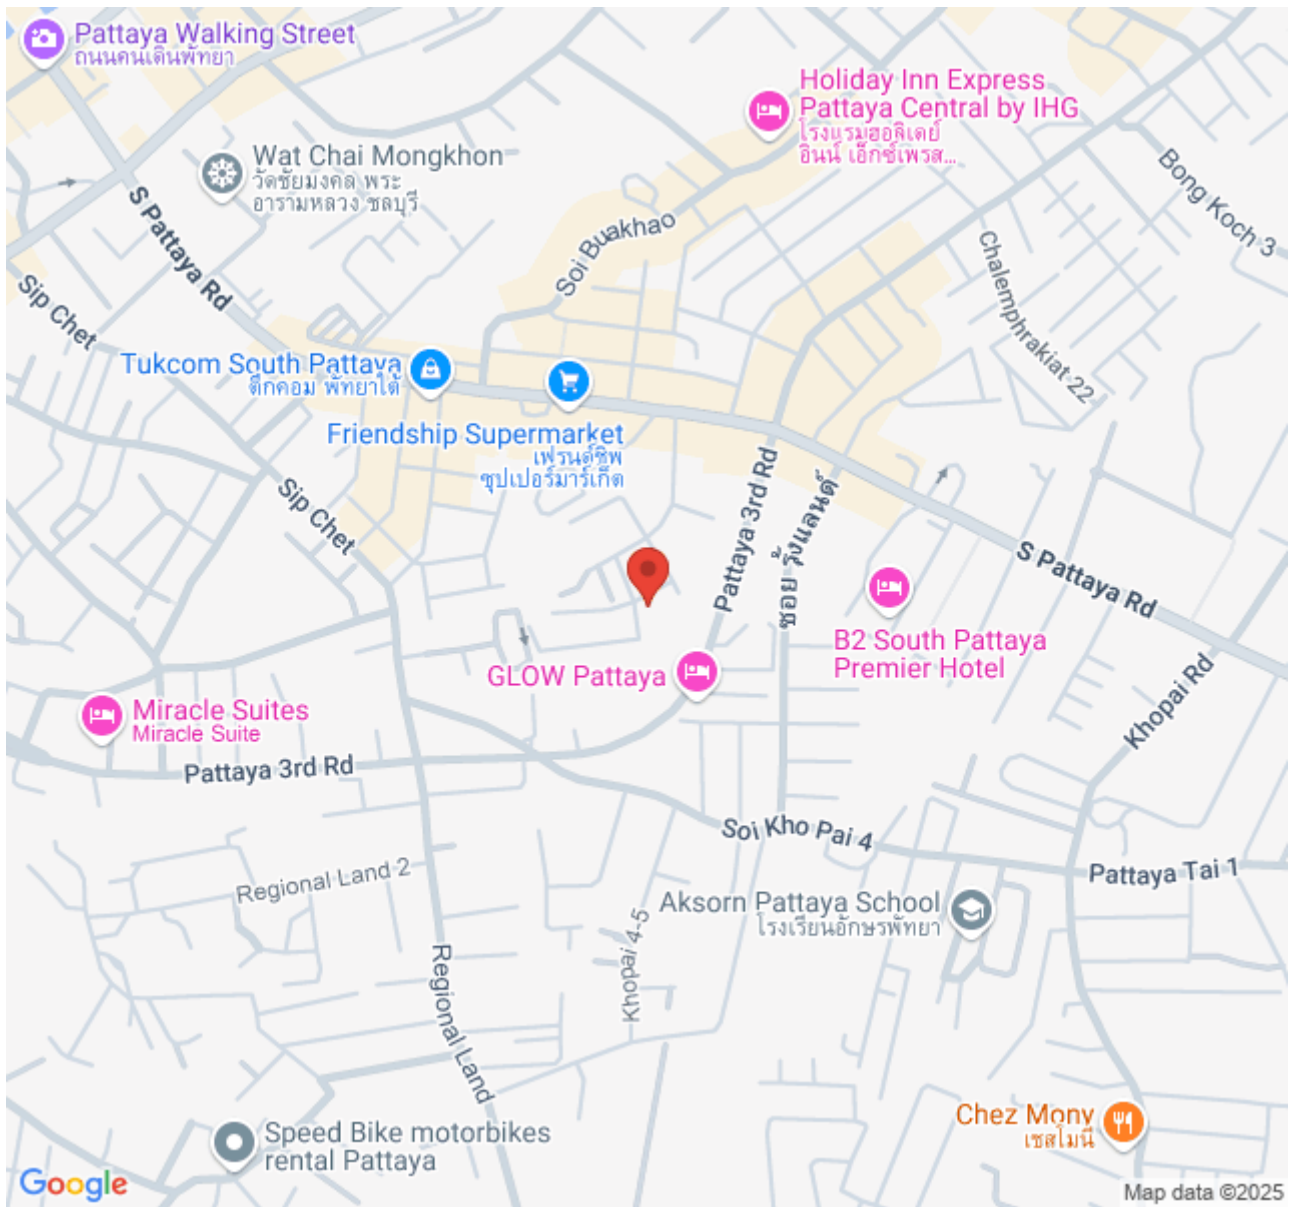 Pattaya Walking Street
ถนนคนเดินพัทยา
Holiday Inn Express
Pattaya Central by IHG
โรงแรมฮอลิเดย์
อินน์ เอ็กซ์เพรส...
Wat Chai Mongkhon
วัดชัยมงคล พระ
อารามหลวง ชลบุรี
Bong Koch 3
S Pattaya Rd
Soi Buakhao
Chalemphrakiat 22
Sip Chet
Tukcom South Pattaya
ตึกคอม พัทยาใต้
Friendship Supermarket
เฟรนด์ชิพ
ซุปเปอร์มาร์เก็ต
Sip Chet
Pattaya 3rd Rd
ซอย วุ้งแลนด์
S Pattaya Rd
B2 South Pattaya
Premier Hotel
GLOW Pattaya
Khopai Rd
Miracle Suites
Miracle Suite
Pattaya 3rd Rd
Soi Kho Pai 4
Pattaya Tai 1
Regional Land 2
Aksorn Pattaya School
โรงเรียนอักษรพัทยา
Khopai 4-5
Regional Land
Chez Mony
เชสโมนี
Speed Bike motorbikes
rental Pattaya
Google
Map data ©2025